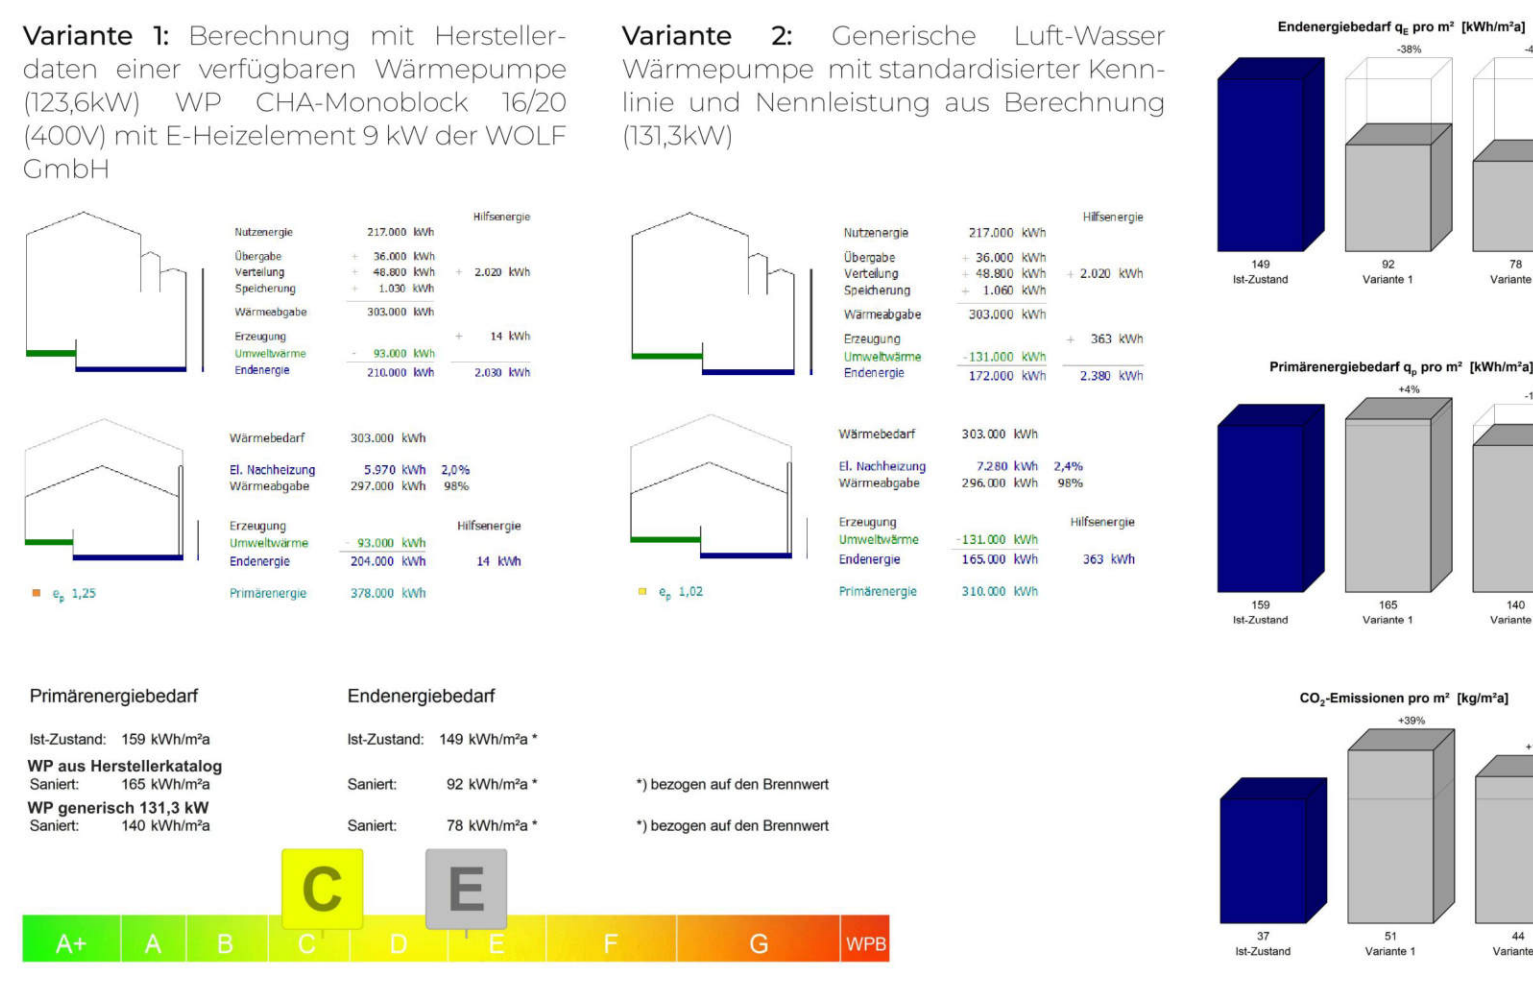 Variante 1: Berechnung mit Hersteller-
daten einer verfügbaren Wärmepumpe
(123,6kW) WP CHA-Monoblock 16/20
(400V) mit E-Heizelement 9 kW der WOLF
GmbH
Hilfsenergie
Nutzenergie 217.000 kWh
Übergabe + 36.000 kWh
Verteilung + 48.800 kWh + 2.020 kWh
Speicherung + 1.030 kWh
Wärmeabgabe 303.000 kWh
Erzeugung + 14 kWh
Umweltwärme - 93.000 kWh
Endenergie 210.000 kWh 2.030 kWh
Wärmebedarf 303.000 kWh
El. Nachheizung 5.970 kWh 2,0%
Wärmeabgabe 297.000 kWh 98%
Erzeugung Hilfsenergie
Umweltwärme - 93.000 kWh
Endenergie 204.000 kWh 14 kWh
ep 1,25 Primärenergie 378.000 kWh
Variante 2: Generische Luft-Wasser
Wärmepumpe mit standardisierter Kenn-
linie und Nennleistung aus Berechnung
(131,3kW)
Hilfsenergie
Nutzenergie 217.000 kWh
Übergabe + 36.000 kWh
Verteilung + 48.800 kWh + 2.020 kWh
Speicherung + 1.060 kWh
Wärmeabgabe 303.000 kWh
Erzeugung + 363 kWh
Umweltwärme -131.000 kWh
Endenergie 172.000 kWh 2.380 kWh
Wärmebedarf 303.000 kWh
El. Nachheizung 7.280 kWh 2,4%
Wärmeabgabe 296.000 kWh 98%
Erzeugung Hilfsenergie
Umweltwärme -131.000 kWh
Endenergie 165.000 kWh 363 kWh
ep 1,02 Primärenergie 310.000 kWh
Endenergiebedarf qE pro m² [kWh/m²a]
-38%
149 92 78
Ist-Zustand Variante 1 Variante
Primärenergiebedarf qp pro m² [kWh/m²a]
+4%
159 165 140
Ist-Zustand Variante 1 Variante
CO2-Emissionen pro m² [kg/m²a]
+39%
37 51 44
Ist-Zustand Variante 1 Variante
Primärenergiebedarf Endenergiebedarf
Ist-Zustand: 159 kWh/m²a Ist-Zustand: 149 kWh/m²a *
WP aus Herstellerkatalog
Saniert: 165 kWh/m²a Saniert: 92 kWh/m²a * *) bezogen auf den Brennwert
WP generisch 131,3 kW
Saniert: 140 kWh/m²a Saniert: 78 kWh/m²a * *) bezogen auf den Brennwert
C E
A+ A B C D E F G WPB